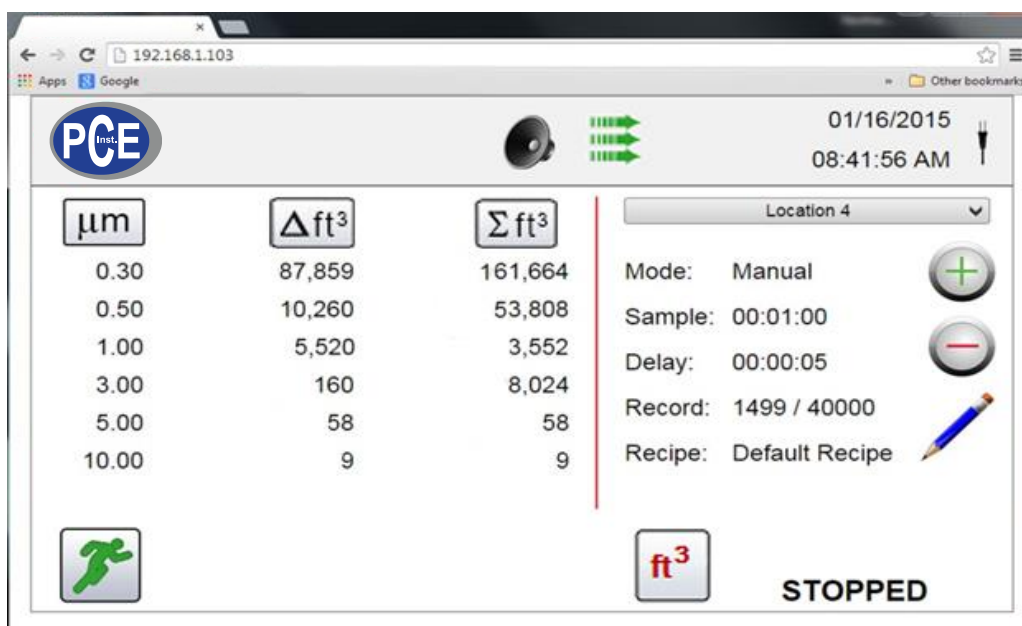 192.168.1.103
Apps Google » Other bookmarks
PCE Inst.
01/16/2015
08:41:56 AM
µm Δft³ Σft³
0.30 87,859 161,664
0.50 10,260 53,808
1.00 5,520 3,552
3.00 160 8,024
5.00 58 58
10.00 9 9
Location 4
Mode: Manual
Sample: 00:01:00
Delay: 00:00:05
Record: 1499 / 40000
Recipe: Default Recipe
ft³
STOPPED